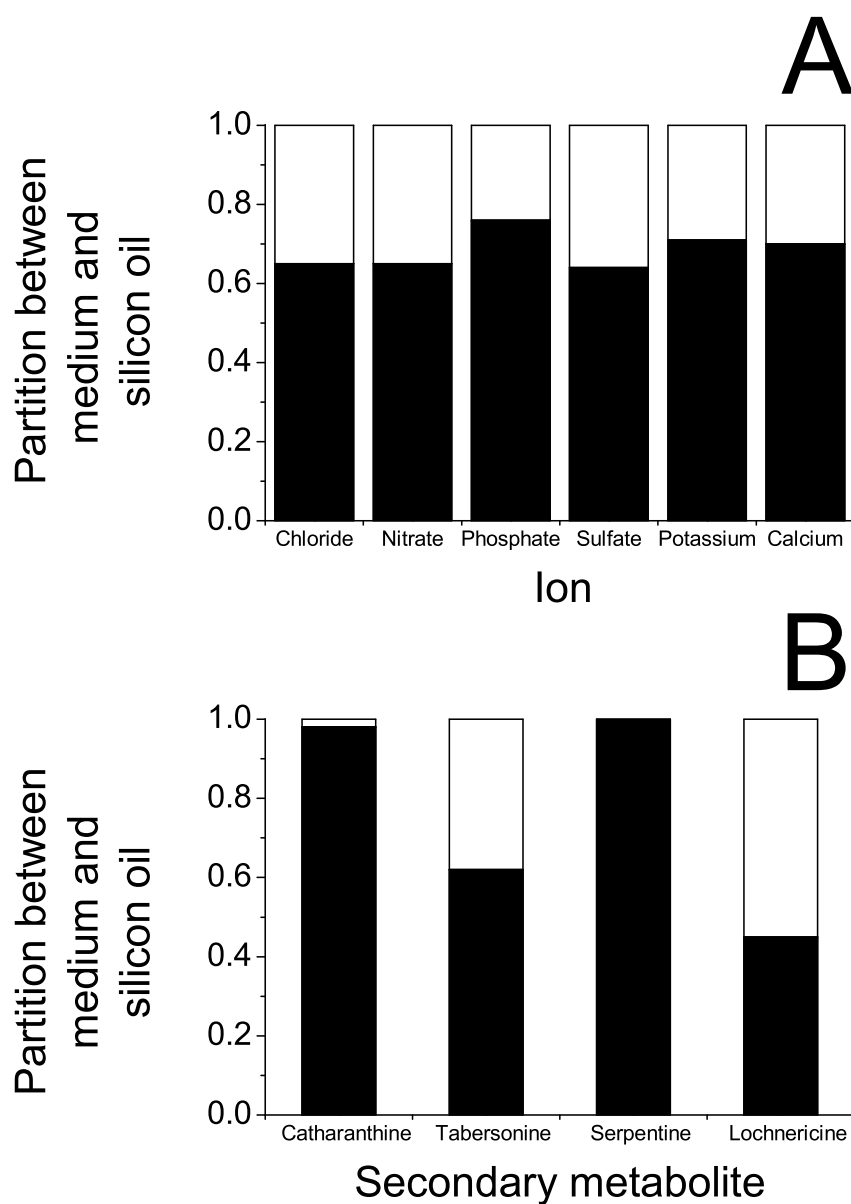 A
Partition between
medium and
silicon oil
1.0
0.8
0.6
0.4
0.2
0.0
Chloride Nitrate Phosphate Sulfate Potassium Calcium
Ion
B
Partition between
medium and
silicon oil
1.0
0.8
0.6
0.4
0.2
0.0
Catharanthine Tabersonine Serpentine Lochnericine
Secondary metabolite